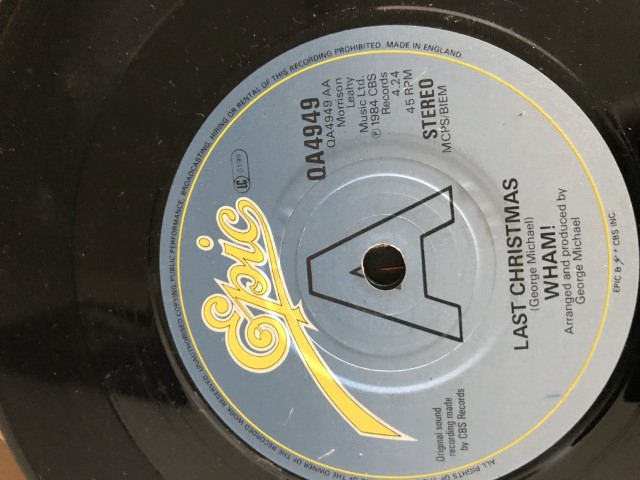 Epic
LC 0199
QA4949
QA4949 AA
Morrison
Leahy
Music Ltd.
℗ 1984 CBS
Records
4.24
45 RPM
STEREO
MCPS/BIEM
A
Original sound
recording made
by CBS Records
LAST CHRISTMAS
(George Michael)
WHAM!
Arranged and produced by
George Michael
ALL RIGHTS OF THE
OF THE OWNER OF THE RECORDED WORK RESERVED. UNAUTHORISED COPYING, PUBLIC PERFORMANCE, BROADCASTING, HIRING OR RENTAL OF THIS RECORDING PROHIBITED. MADE IN ENGLAND.
EPIC & CBS INC.